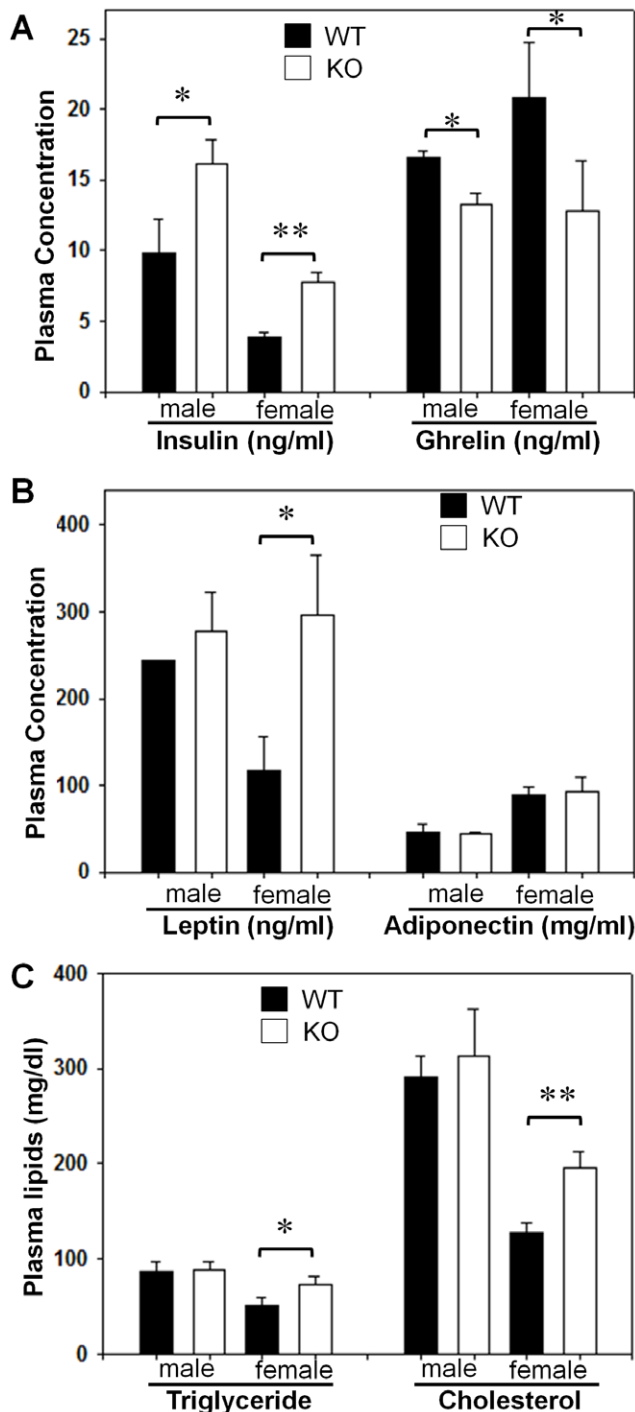 A
25
WT
KO
*
*
20
*
15
**
10
5
0
Plasma Concentration
male female male female
Insulin (ng/ml) Ghrelin (ng/ml)
B
WT
KO
400
*
300
200
100
0
Plasma Concentration
male female male female
Leptin (ng/ml) Adiponectin (mg/ml)
C
400
WT
KO
300
**
200
*
100
0
Plasma lipids (mg/dl)
male female male female
Triglyceride Cholesterol